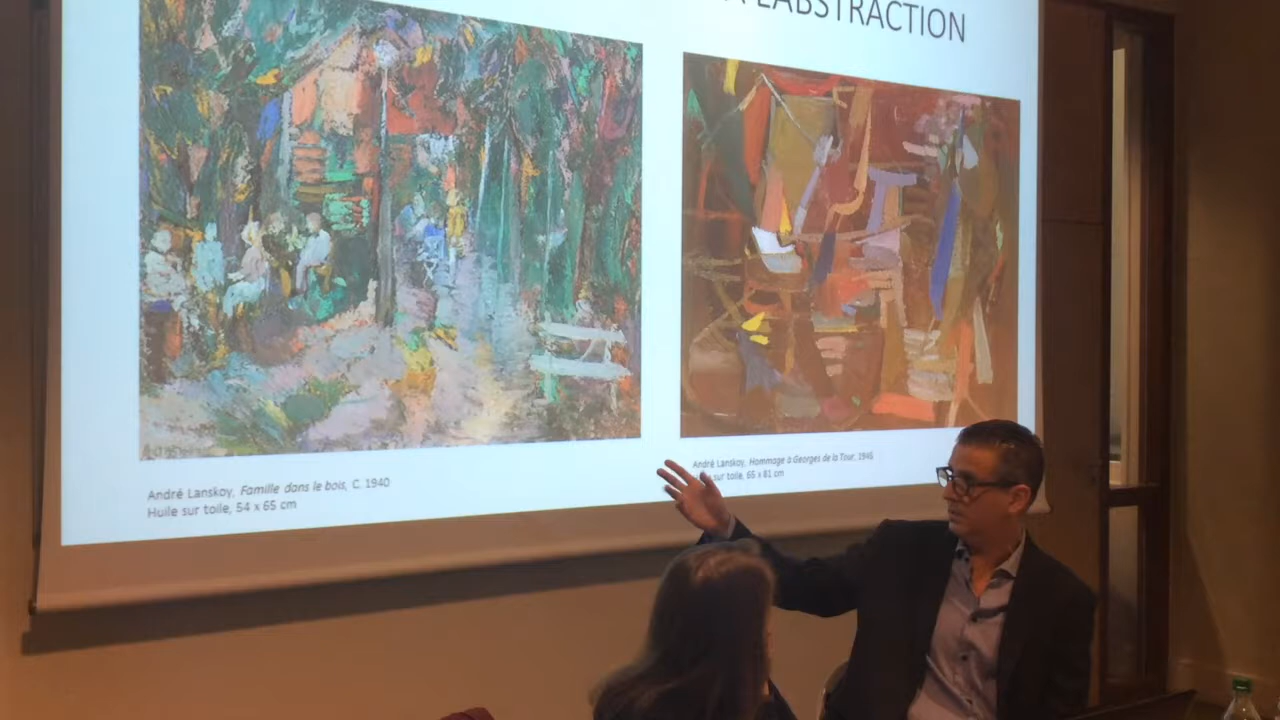 L'ABSTRACTION
André Lanskoy, Famille dans le bois, C. 1940
Huile sur toile, 54 x 65 cm
André Lanskoy, Hommage à Georges de la Tour, 1945
sur toile, 65 x 81 cm